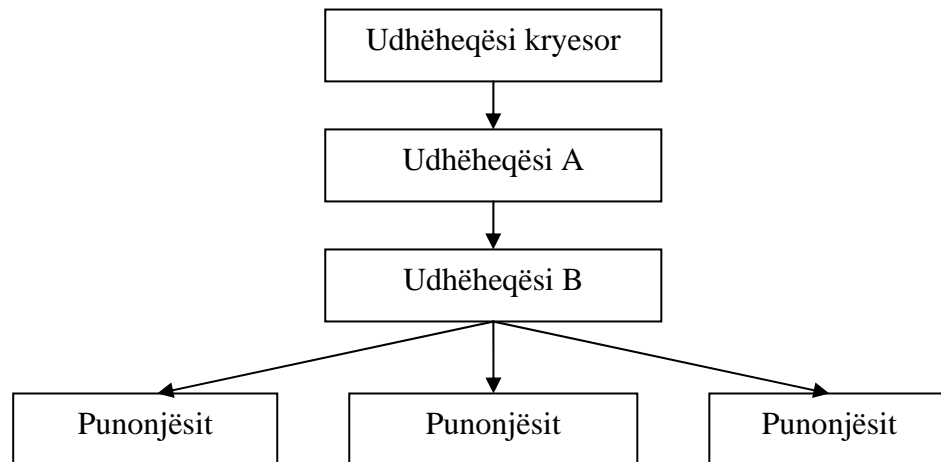 Udhëheqësi kryesor
Udhëheqësi A
Udhëheqësi B
Punonjësit
Punonjësit
Punonjësit